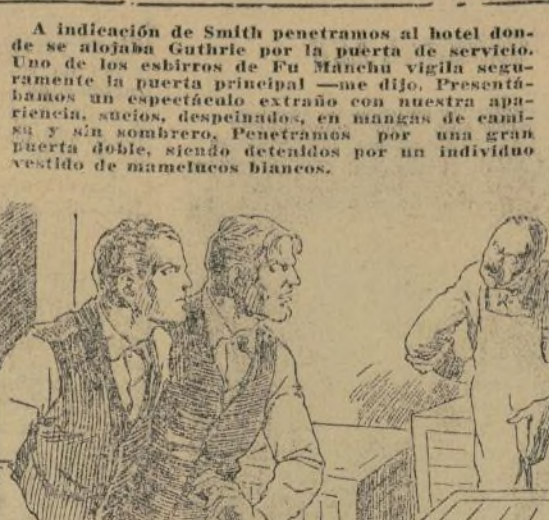 A indicación de Smith penetramos al hotel don-
de se alojaba Guthrie por la puerta de servicio.
Uno de los esbirros de Fu Manchú vigila segu-
ramente la puerta principal —me dijo. Presentá-
bamos un espectáculo extraño con nuestra apa-
riencia, sucios, despeinados, en mangas de cami-
sa y sin sombrero. Penetramos por una gran
puerta doble, siendo detenidos por un individuo
vestido de mamelucos blancos.